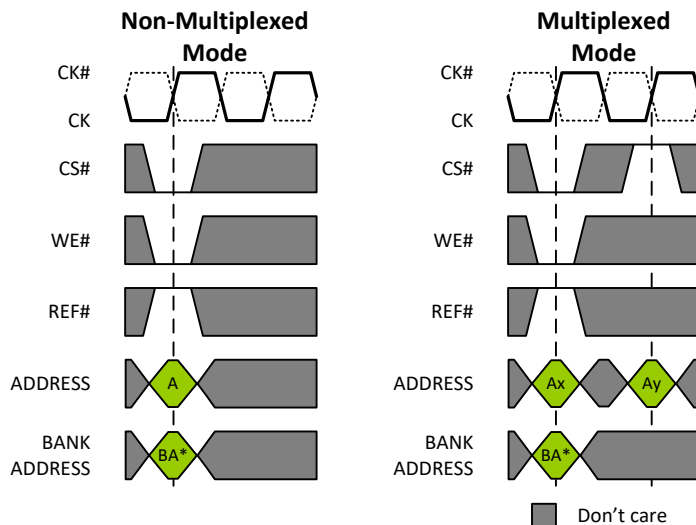 Non-Multiplexed
Mode
CK#
CK
CS#
WE#
REF#
ADDRESS
A
BANK
ADDRESS
BA*
Multiplexed
Mode
CK#
CK
CS#
WE#
REF#
ADDRESS
Ax
Ay
BANK
ADDRESS
BA*
Don't care